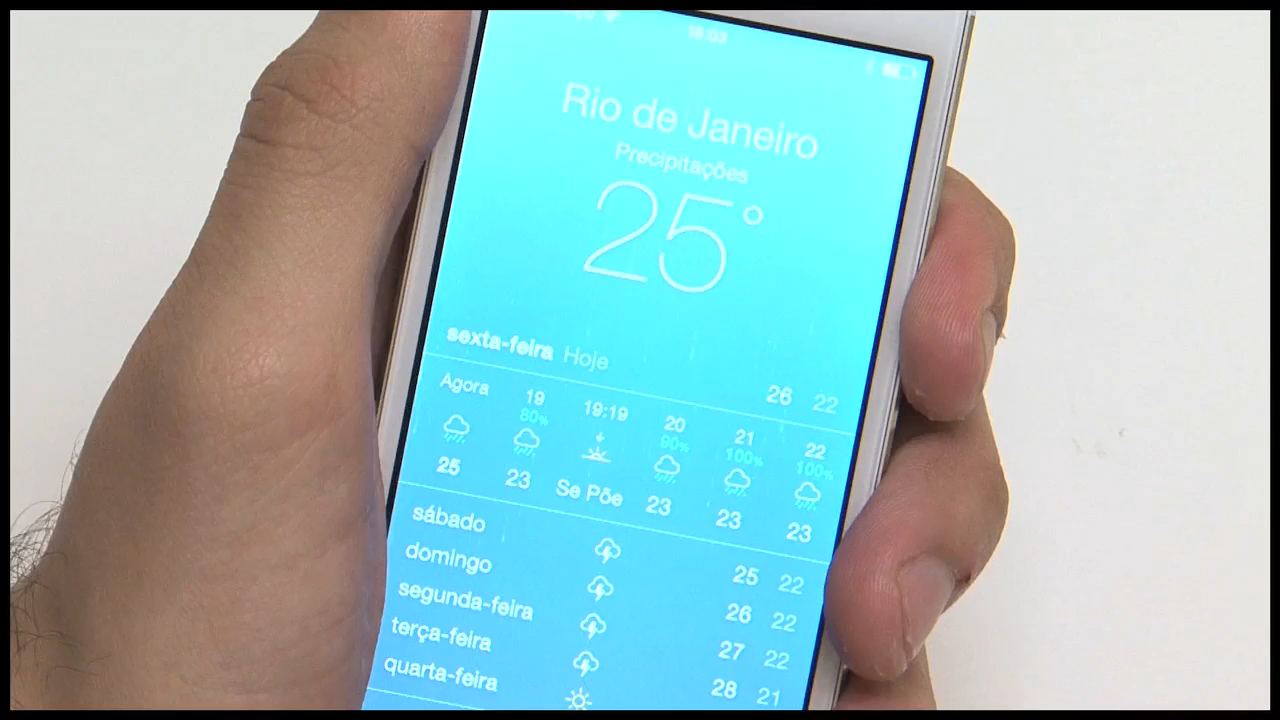 18:03
Rio de Janeiro
Precipitações
25°
sexta-feira Hoje 26 22
Agora 19 19:19 20 21 22
80% 90% 100% 100%
25 23 Se Põe 23 23 23
sábado 25 22
domingo 26 22
segunda-feira 27 22
terça-feira 28 21
quarta-feira